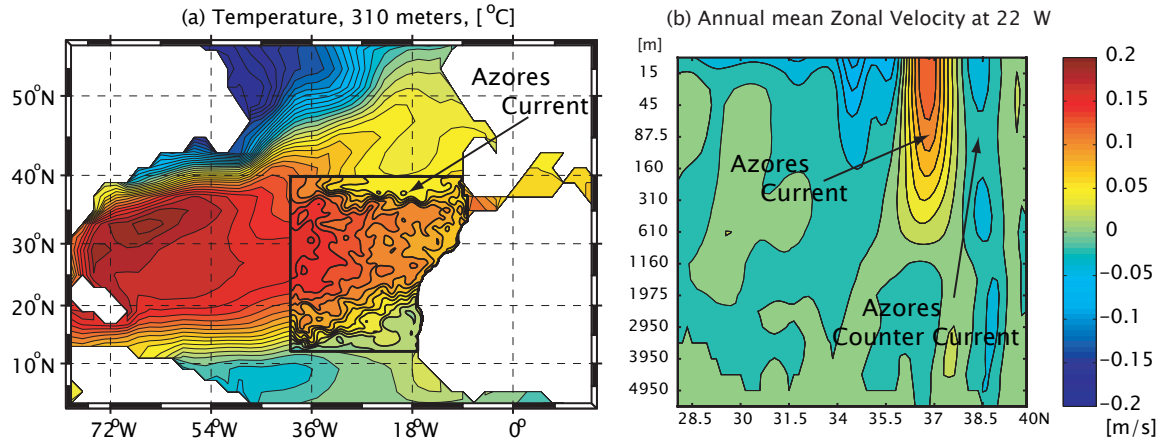 (a) Temperature, 310 meters, [°C]
Azores
Current
50°N
40°N
30°N
20°N
10°N
72°W
54°W
36°W
18°W
0°
(b) Annual mean Zonal Velocity at 22 W
[m]
15
45
87.5
160
310
610
1160
1975
2950
3950
4950
Azores
Current
Azores
Counter Current
28.5
30
31.5
34
35.5
37
38.5
40N
0.2
0.15
0.1
0.05
0
−0.05
−0.1
−0.15
−0.2
[m/s]